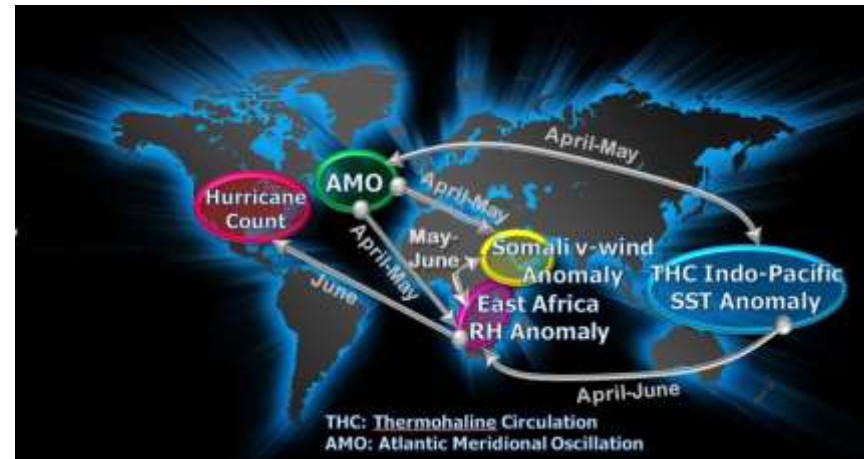 April-May
AMO
Hurricane
Count
April-May
April-May
May-
June
Somali v-wind
Anomaly
THC Indo-Pacific
SST Anomaly
June
East Africa
RH Anomaly
April-June
THC: Thermohaline Circulation
AMO: Atlantic Meridional Oscillation